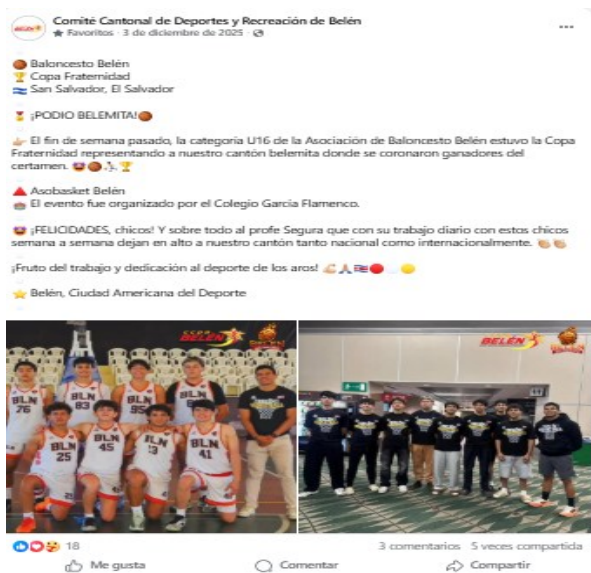 Comité Cantonal de Deportes y Recreación de Belén
★ Favoritos · 3 de diciembre de 2025 ·
🏀 Baloncesto Belén
🏆 Copa Fraternidad
🇸🇻 San Salvador, El Salvador
🏅 ¡PODIO BELEMITA!🏀
👉🏼 El fin de semana pasado, la categoría U16 de la Asociación de Baloncesto Belén estuvo la Copa
Fraternidad representando a nuestro cantón belemita donde se coronaron ganadores del
certamen. 🤩🏀⛹🏻🏆
🔺 Asobasket Belén
🏫 El evento fue organizado por el Colegio García Flamenco.
🤩 ¡FELICIDADES, chicos! Y sobre todo al profe Segura que con su trabajo diario con estos chicos
semana a semana dejan en alto a nuestro cantón tanto nacional como internacionalmente. 👏🏼👏🏼
¡Fruto del trabajo y dedicación al deporte de los aros! 💪🏼🙏🏼🇨🇷🔴⚪🟡
⭐ Belén, Ciudad Americana del Deporte
CCDR
BELÉN
BELÉN
BLN
76
BLN
83
BLN
95
BLN
25
BLN
45
BLN
13
BLN
41
18
3 comentarios 5 veces compartida
Me gusta Comentar Compartir